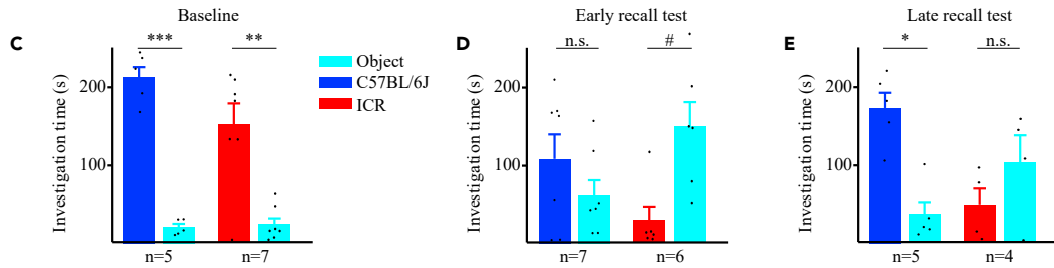 C
Baseline
***
**
Investigation time (s)
200
100
n=5
n=7
Object
C57BL/6J
ICR
D
Early recall test
n.s.
#
Investigation time (s)
200
100
n=7
n=6
E
Late recall test
*
n.s.
Investigation time (s)
200
100
n=5
n=4